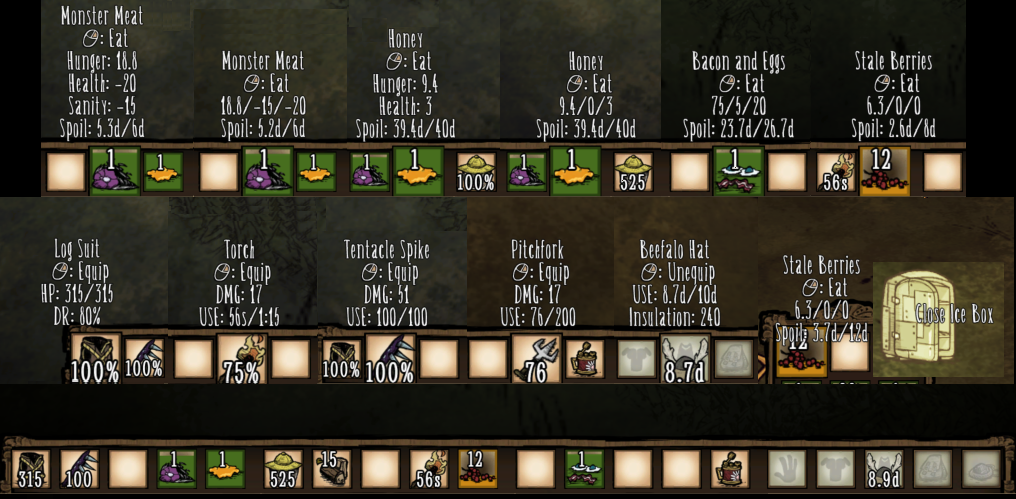 Monster Meat
: Eat
Hunger: 18.8
Health: -20
Sanity: -15
Spoil: 5.3d/6d
1
1
Monster Meat
: Eat
18.8/-15/-20
Spoil: 5.2d/6d
1
1
Honey
: Eat
Hunger: 9.4
Health: 3
Spoil: 39.4d/40d
1
1
100%
Honey
: Eat
9.4/0/3
Spoil: 39.4d/40d
1
1
525
Bacon and Eggs
: Eat
75/5/20
Spoil: 23.7d/26.7d
1
Stale Berries
: Eat
6.3/0/0
Spoil: 2.6d/8d
56s
12
Log Suit
: Equip
HP: 315/315
DR: 80%
100%
100%
Torch
: Equip
DMG: 17
USE: 56s/1:15
75%
Tentacle Spike
: Equip
DMG: 51
USE: 100/100
100%
100%
Pitchfork
: Equip
DMG: 17
USE: 76/200
76
Beefalo Hat
: Unequip
USE: 8.7d/10d
Insulation: 240
8.7d
Stale Berries
: Eat
6.3/0/0
Spoil: 3.7d/12d
12
Close Ice Box
315
100
1
1
525
15
56s
12
1
8.9d